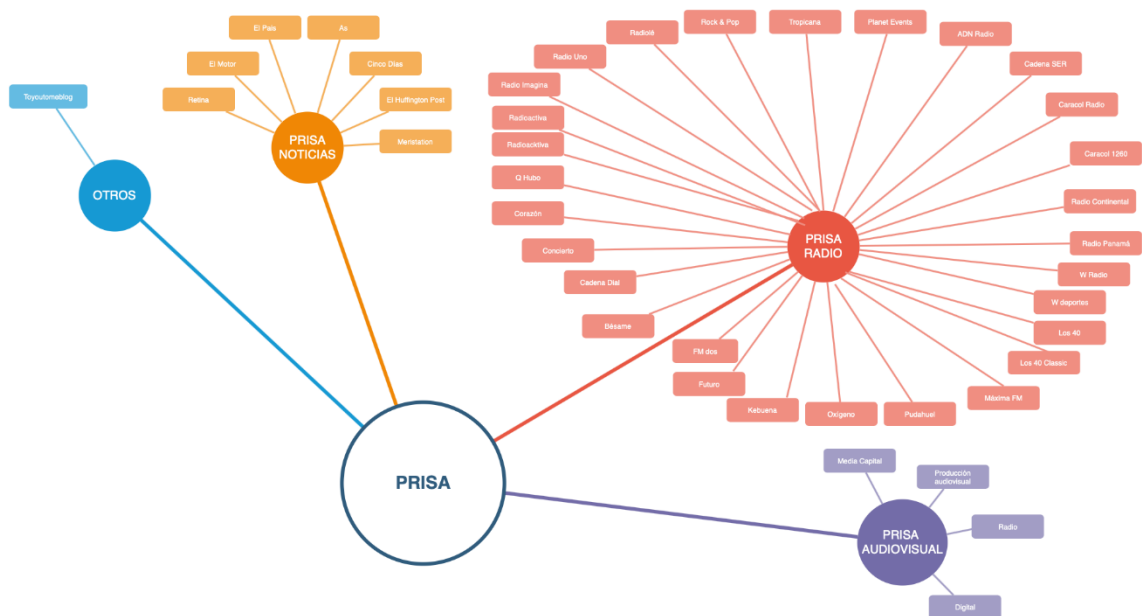 El País
As
El Motor
Cinco Días
Retina
El Huffington Post
Meristation
PRISA
NOTICIAS
Toyoutomeblog
OTROS
Rock & Pop
Tropicana
Planet Events
Radiolé
ADN Radio
Radio Uno
Cadena SER
Radio Imagina
Caracol Radio
Radioactiva
Radioacktiva
Caracol 1260
Q Hubo
Radio Continental
Corazón
Radio Panamá
Concierto
W Radio
Cadena Dial
W deportes
Bésame
Los 40
FM dos
Los 40 Classic
Futuro
Máxima FM
Kebuena
Oxígeno
Pudahuel
PRISA
RADIO
PRISA
Media Capital
Producción
audiovisual
Radio
Digital
PRISA
AUDIOVISUAL